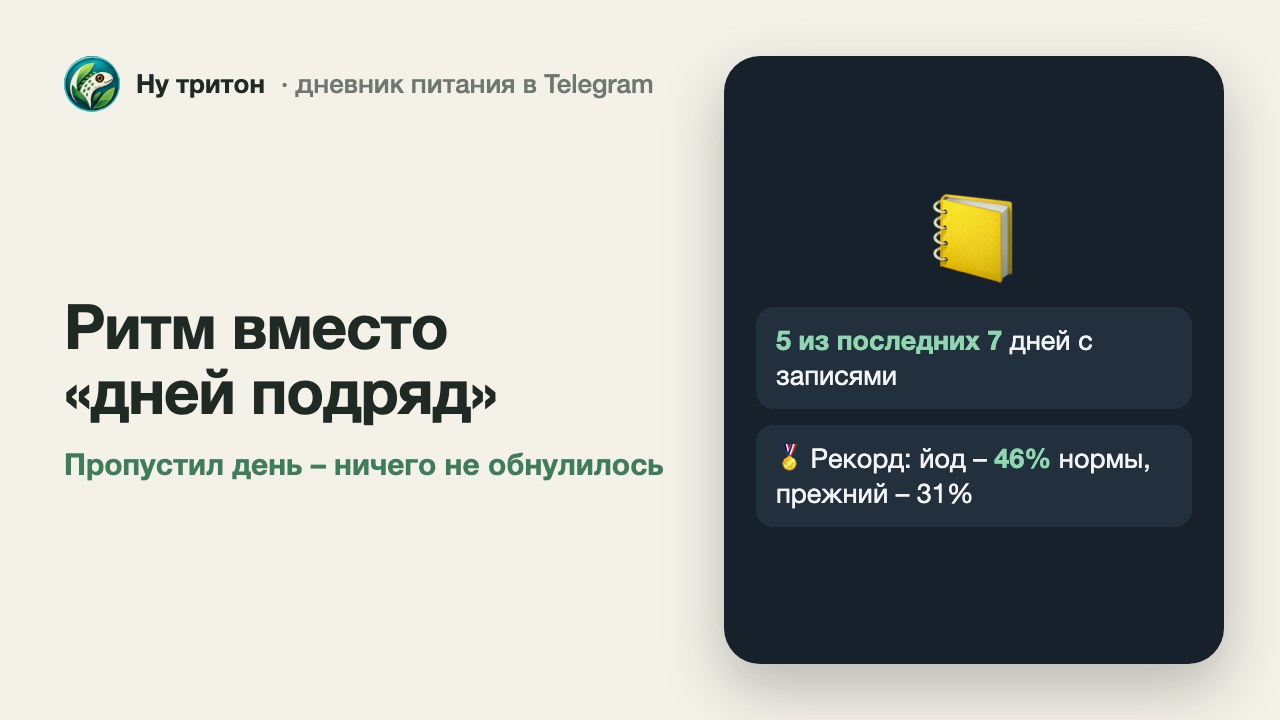 Ну тритон · дневник питания в Telegram
Ритм вместо
«дней подряд»
Пропустил день – ничего не обнулилось
5 из последних 7 дней с
записями
🏅 Рекорд: йод – 46% нормы,
прежний – 31%